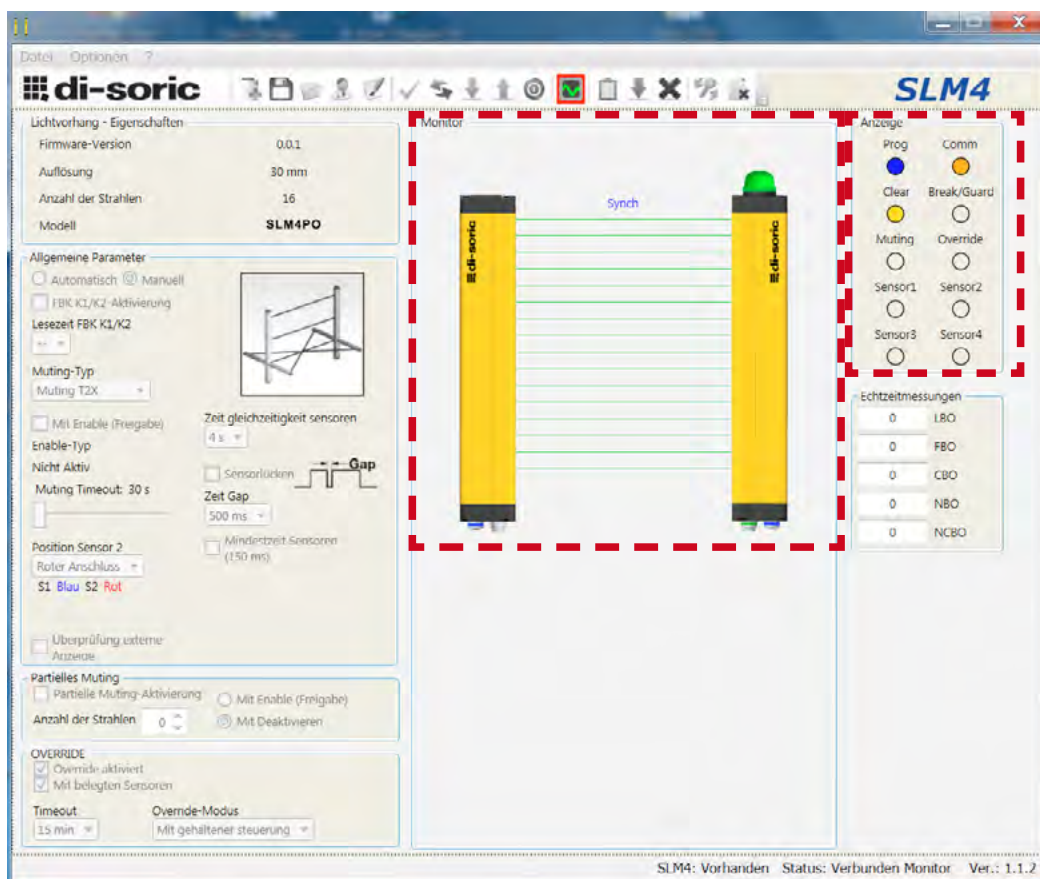 Datei Optionen ?
di-soric
SLM4
Lichtvorhang - Eigenschaften
Firmware-Version 0.0.1
Auflösung 30 mm
Anzahl der Strahlen 16
Modell SLM4PO
Allgemeine Parameter
Automatisch Manuell
FBK K1/K2-Aktivierung
Lesezeit FBK K1/K2
--
Muting-Typ
Muting T2X
Mit Enable (Freigabe)
Enable-Typ
Nicht Aktiv
Muting Timeout: 30 s
Position Sensor 2
Roter Anschluss
S1 Blau S2 Rot
Überprüfung externe
Anzeige
Zeit gleichzeitigkeit sensoren
4 s
Sensorlücken
Gap
Zeit Gap
500 ms
Mindestzeit Sensoren
(150 ms)
Partielles Muting
Partielle Muting-Aktivierung
Mit Enable (Freigabe)
Anzahl der Strahlen 0
Mit Deaktivieren
OVERRIDE
Override aktiviert
Mit belegten Sensoren
Timeout Override-Modus
15 min Mit gehaltener steuerung
Monitor
Synch
di-soric
di-soric
Anzeige
Prog Comm
Clear Break/Guard
Muting Override
Sensor1 Sensor2
Sensor3 Sensor4
Echtzeitmessungen
0 LBO
0 FBO
0 CBO
0 NBO
0 NCBO
SLM4: Vorhanden Status: Verbunden Monitor Ver.: 1.1.2